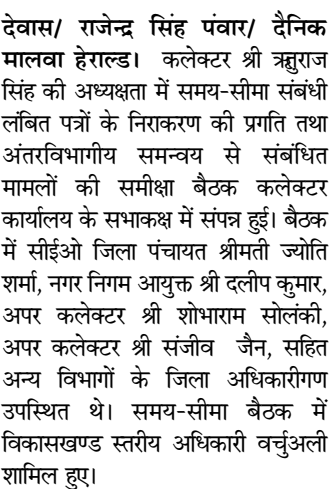 देवास/ राजेन्द्र सिंह पंवार/ दैनिक
मालवा हेराल्ड। कलेक्टर श्री ऋतुराज
सिंह की अध्यक्षता में समय-सीमा संबंधी
लंबित पत्रों के निराकरण की प्रगति तथा
अंतरविभागीय समन्वय से संबंधित
मामलों की समीक्षा बैठक कलेक्टर
कार्यालय के सभाकक्ष में संपन्न हुई। बैठक
में सीईओ जिला पंचायत श्रीमती ज्योति
शर्मा, नगर निगम आयुक्त श्री दलीप कुमार,
अपर कलेक्टर श्री शोभाराम सोलंकी,
अपर कलेक्टर श्री संजीव जैन, सहित
अन्य विभागों के जिला अधिकारीगण
उपस्थित थे। समय-सीमा बैठक में
विकासखण्ड स्तरीय अधिकारी वर्चुअली
शामिल हुए।